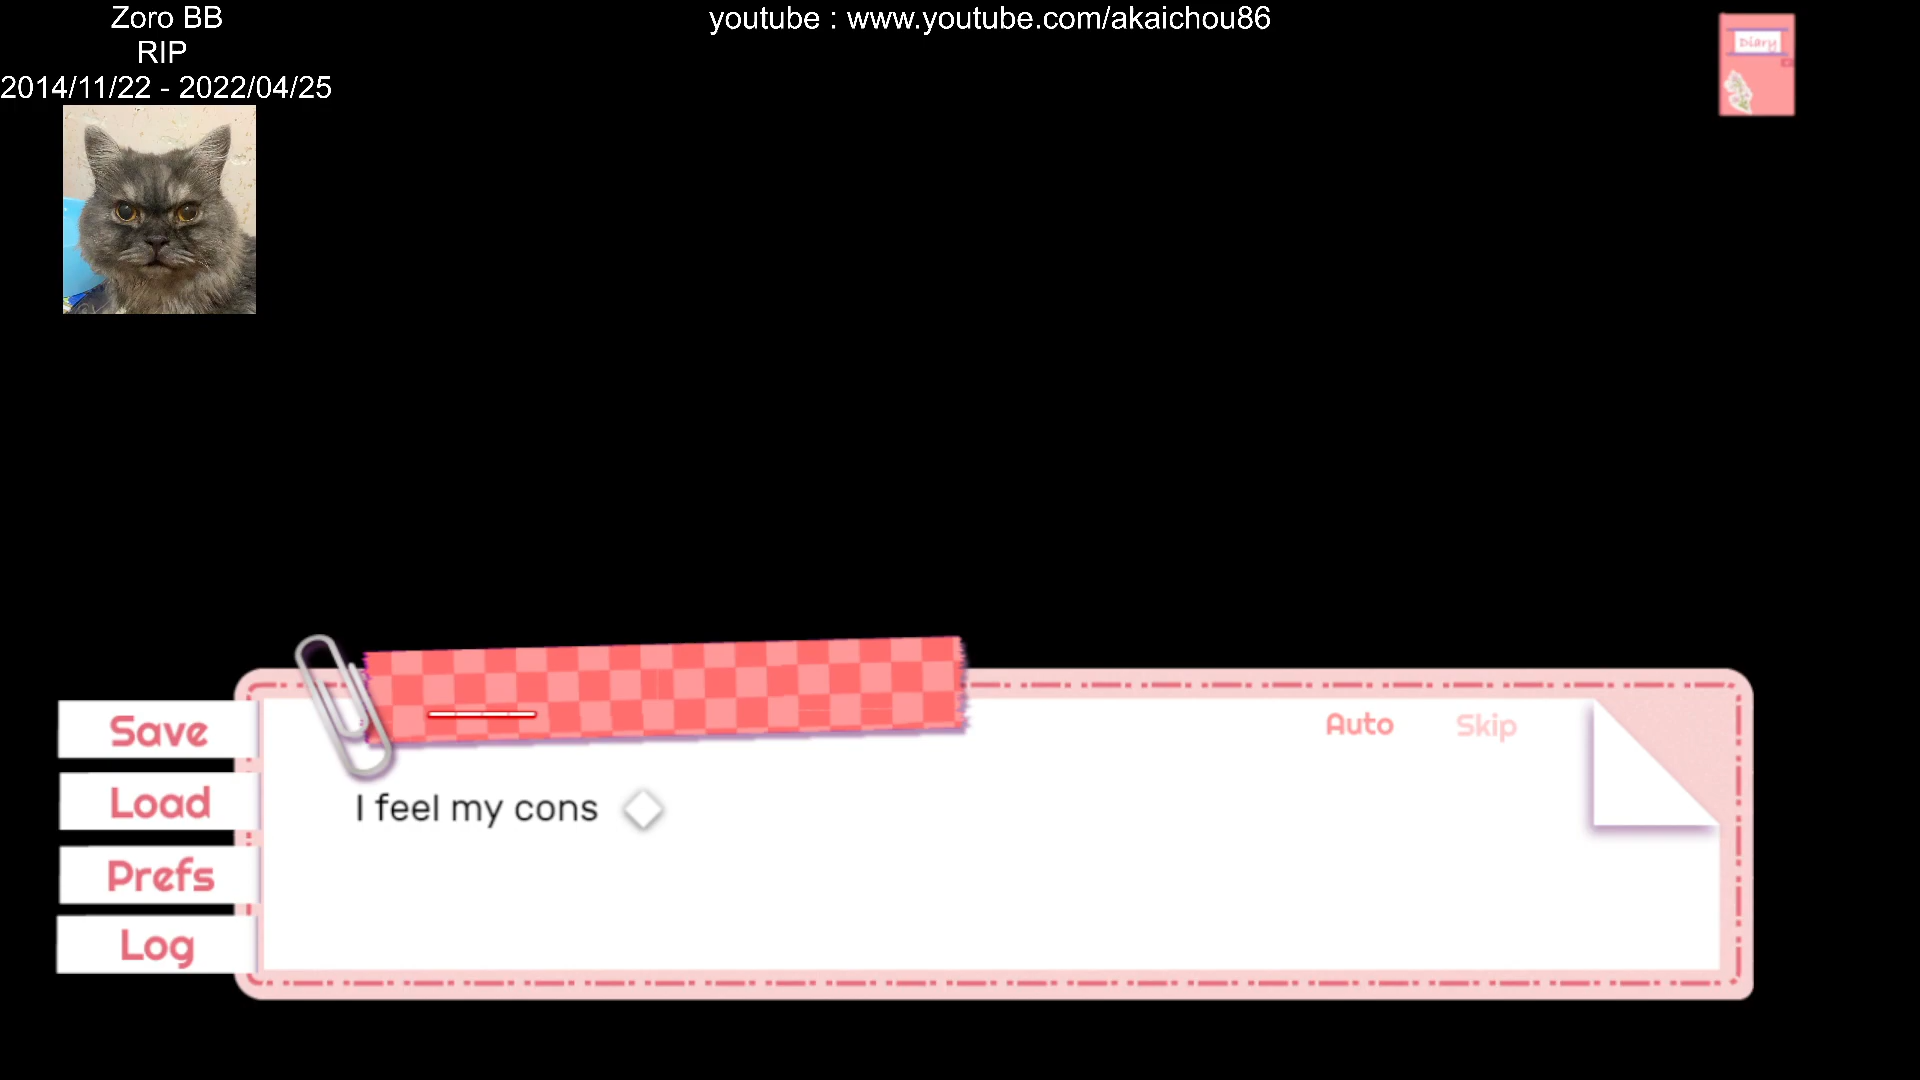 Zoro BB
RIP
2014/11/22 - 2022/04/25
youtube : www.youtube.com/akaichou86
Diary
Auto
Skip
Save
Load
Prefs
Log
I feel my cons